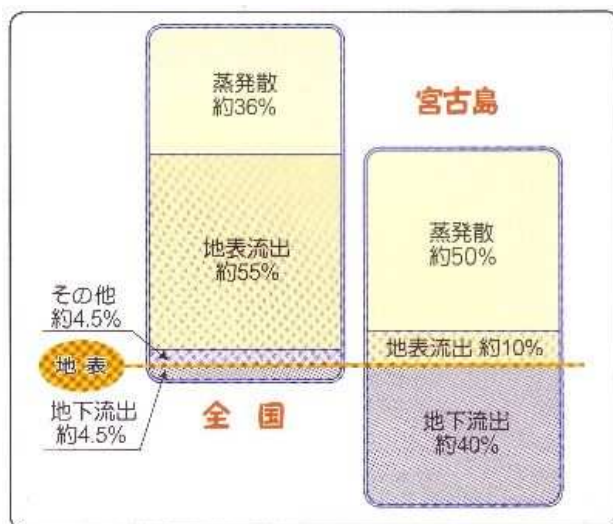 蒸発散
約36%
宮古島
地表流出
約55%
蒸発散
約50%
その他
約4.5%
地表流出 約10%
地表
地下流出
約4.5%
全国
地下流出
約40%